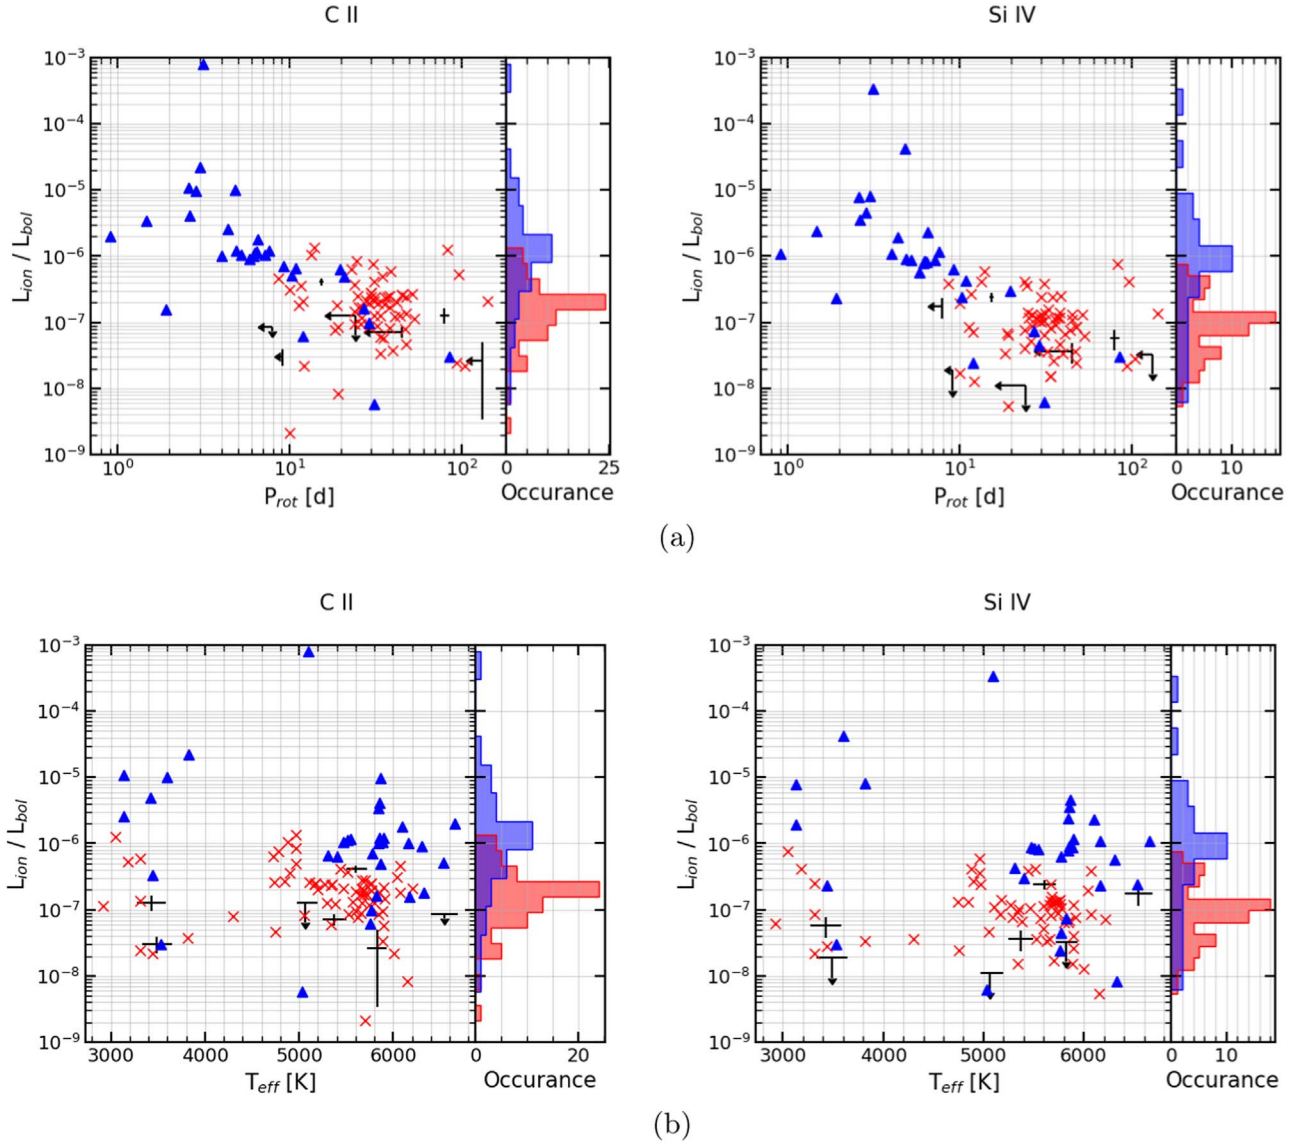 C II
Si IV
10⁻³
10⁻⁴
10⁻⁵
10⁻⁶
10⁻⁷
10⁻⁸
10⁻⁹
L_ion / L_bol
10⁰ 10¹ 10² 0 25
P_rot [d] Occurance
10⁻³
10⁻⁴
10⁻⁵
10⁻⁶
10⁻⁷
10⁻⁸
10⁻⁹
L_ion / L_bol
10⁰ 10¹ 10² 0 10
P_rot [d] Occurance
(a)
C II
Si IV
10⁻³
10⁻⁴
10⁻⁵
10⁻⁶
10⁻⁷
10⁻⁸
10⁻⁹
L_ion / L_bol
3000 4000 5000 6000 0 20
T_eff [K] Occurance
10⁻³
10⁻⁴
10⁻⁵
10⁻⁶
10⁻⁷
10⁻⁸
10⁻⁹
L_ion / L_bol
3000 4000 5000 6000 0 10
T_eff [K] Occurance
(b)